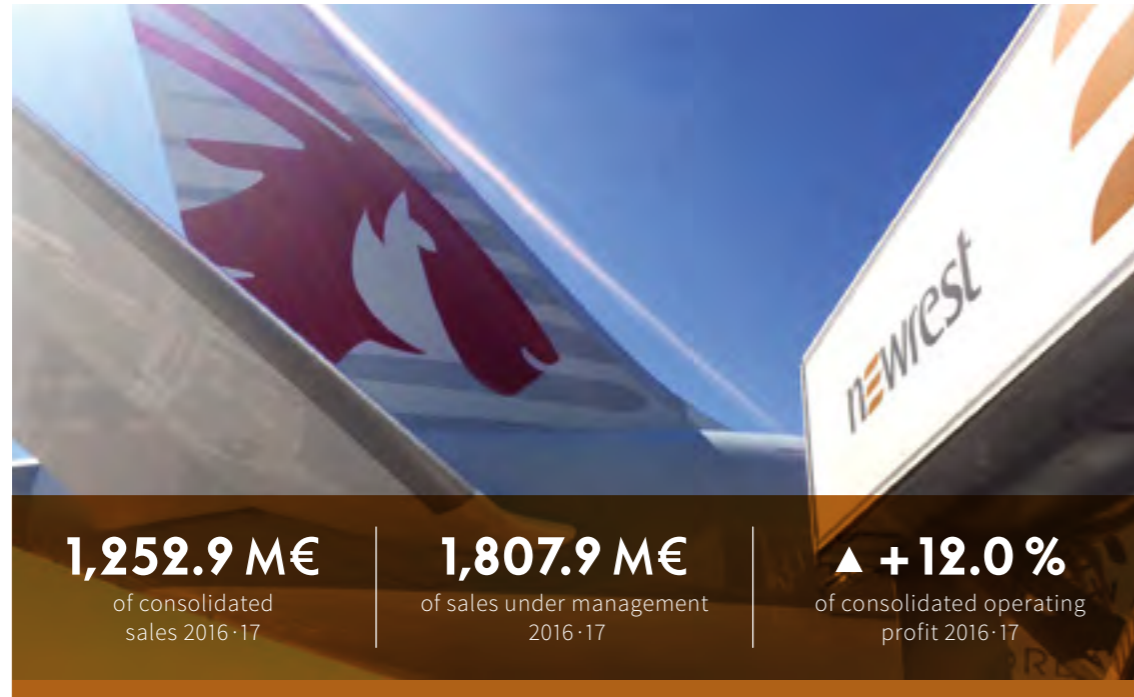 newrest
1,252.9 M€
of consolidated
sales 2016·17
1,807.9 M€
of sales under management
2016·17
▲ + 12.0 %
of consolidated operating
profit 2016·17